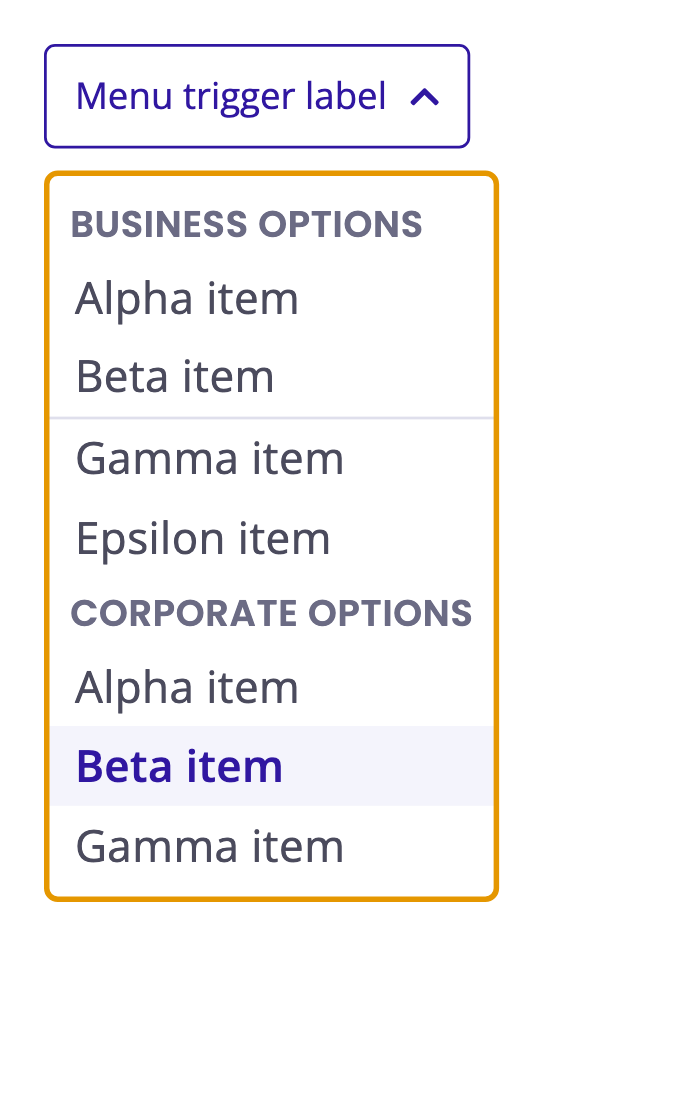 Menu trigger label
BUSINESS OPTIONS
Alpha item
Beta item
Gamma item
Epsilon item
CORPORATE OPTIONS
Alpha item
Beta item
Gamma item